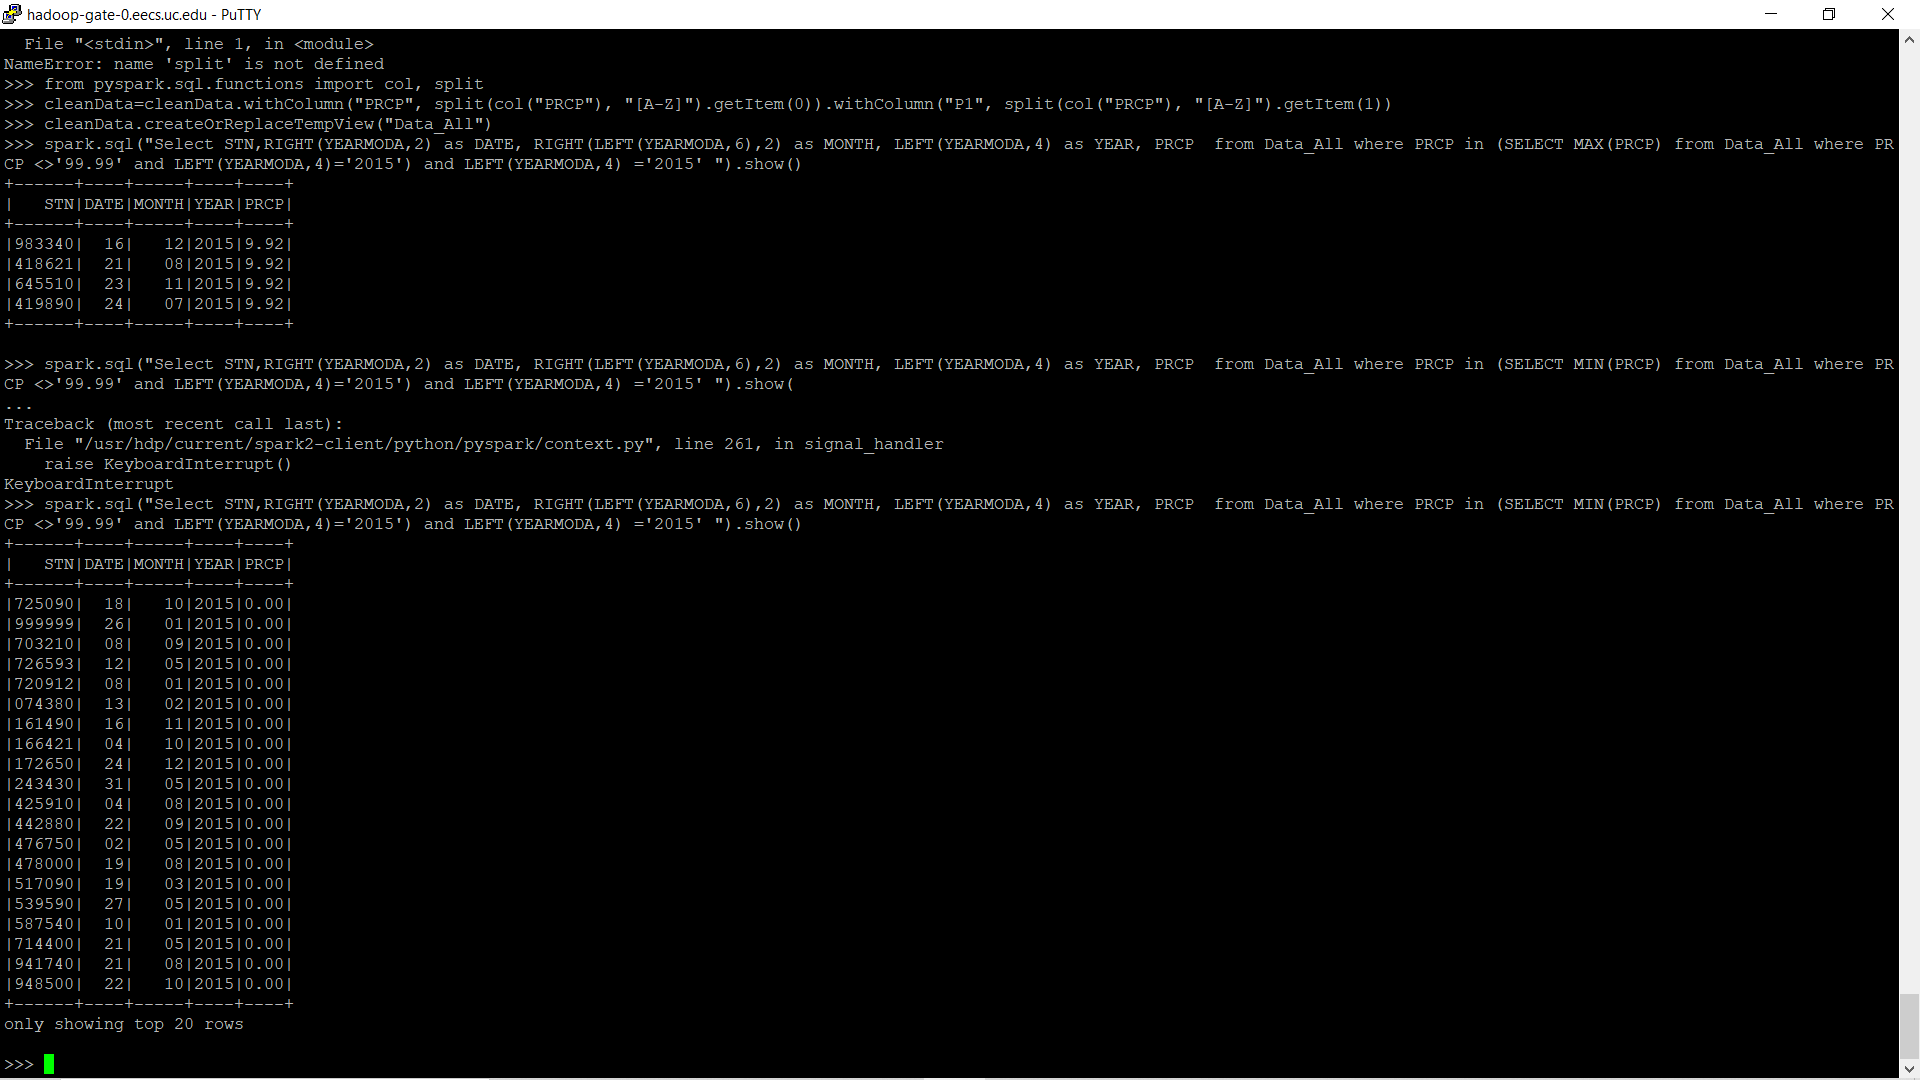 hadoop-gate-0.eecs.uc.edu - PuTTY
  File "<stdin>", line 1, in <module>
NameError: name 'split' is not defined
>>> from pyspark.sql.functions import col, split
>>> cleanData=cleanData.withColumn("PRCP", split(col("PRCP"), "[A-Z]").getItem(0)).withColumn("P1", split(col("PRCP"), "[A-Z]").getItem(1))
>>> cleanData.createOrReplaceTempView("Data_All")
>>> spark.sql("Select STN,RIGHT(YEARMODA,2) as DATE, RIGHT(LEFT(YEARMODA,6),2) as MONTH, LEFT(YEARMODA,4) as YEAR, PRCP  from Data_All where PRCP in (SELECT MAX(PRCP) from Data_All where PR
CP <>'99.99' and LEFT(YEARMODA,4)='2015') and LEFT(YEARMODA,4) ='2015' ").show()
+------+----+-----+----+----+
|   STN|DATE|MONTH|YEAR|PRCP|
+------+----+-----+----+----+
|983340|  16|   12|2015|9.92|
|418621|  21|   08|2015|9.92|
|645510|  23|   11|2015|9.92|
|419890|  24|   07|2015|9.92|
+------+----+-----+----+----+
>>> spark.sql("Select STN,RIGHT(YEARMODA,2) as DATE, RIGHT(LEFT(YEARMODA,6),2) as MONTH, LEFT(YEARMODA,4) as YEAR, PRCP  from Data_All where PRCP in (SELECT MIN(PRCP) from Data_All where PR
CP <>'99.99' and LEFT(YEARMODA,4)='2015') and LEFT(YEARMODA,4) ='2015' ").show(
...
Traceback (most recent call last):
  File "/usr/hdp/current/spark2-client/python/pyspark/context.py", line 261, in signal_handler
    raise KeyboardInterrupt()
KeyboardInterrupt
>>> spark.sql("Select STN,RIGHT(YEARMODA,2) as DATE, RIGHT(LEFT(YEARMODA,6),2) as MONTH, LEFT(YEARMODA,4) as YEAR, PRCP  from Data_All where PRCP in (SELECT MIN(PRCP) from Data_All where PR
CP <>'99.99' and LEFT(YEARMODA,4)='2015') and LEFT(YEARMODA,4) ='2015' ").show()
+------+----+-----+----+----+
|   STN|DATE|MONTH|YEAR|PRCP|
+------+----+-----+----+----+
|725090|  18|   10|2015|0.00|
|999999|  26|   01|2015|0.00|
|703210|  08|   09|2015|0.00|
|726593|  12|   05|2015|0.00|
|720912|  08|   01|2015|0.00|
|074380|  13|   02|2015|0.00|
|161490|  16|   11|2015|0.00|
|166421|  04|   10|2015|0.00|
|172650|  24|   12|2015|0.00|
|243430|  31|   05|2015|0.00|
|425910|  04|   08|2015|0.00|
|442880|  22|   09|2015|0.00|
|476750|  02|   05|2015|0.00|
|478000|  19|   08|2015|0.00|
|517090|  19|   03|2015|0.00|
|539590|  27|   05|2015|0.00|
|587540|  10|   01|2015|0.00|
|714400|  21|   05|2015|0.00|
|941740|  21|   08|2015|0.00|
|948500|  22|   10|2015|0.00|
+------+----+-----+----+----+
only showing top 20 rows
>>>